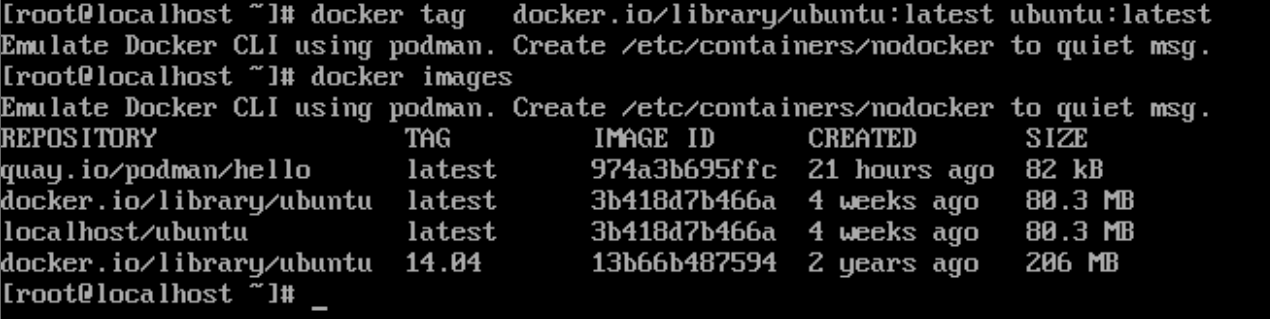 [root@localhost ~]# docker tag   docker.io/library/ubuntu:latest ubuntu:latest
Emulate Docker CLI using podman. Create /etc/containers/nodocker to quiet msg.
[root@localhost ~]# docker images
Emulate Docker CLI using podman. Create /etc/containers/nodocker to quiet msg.
REPOSITORY                TAG         IMAGE ID      CREATED       SIZE
quay.io/podman/hello      latest      974a3b695ffc  21 hours ago  82 kB
docker.io/library/ubuntu  latest      3b418d7b466a  4 weeks ago   80.3 MB
localhost/ubuntu          latest      3b418d7b466a  4 weeks ago   80.3 MB
docker.io/library/ubuntu  14.04       13b66b487594  2 years ago   206 MB
[root@localhost ~]# _